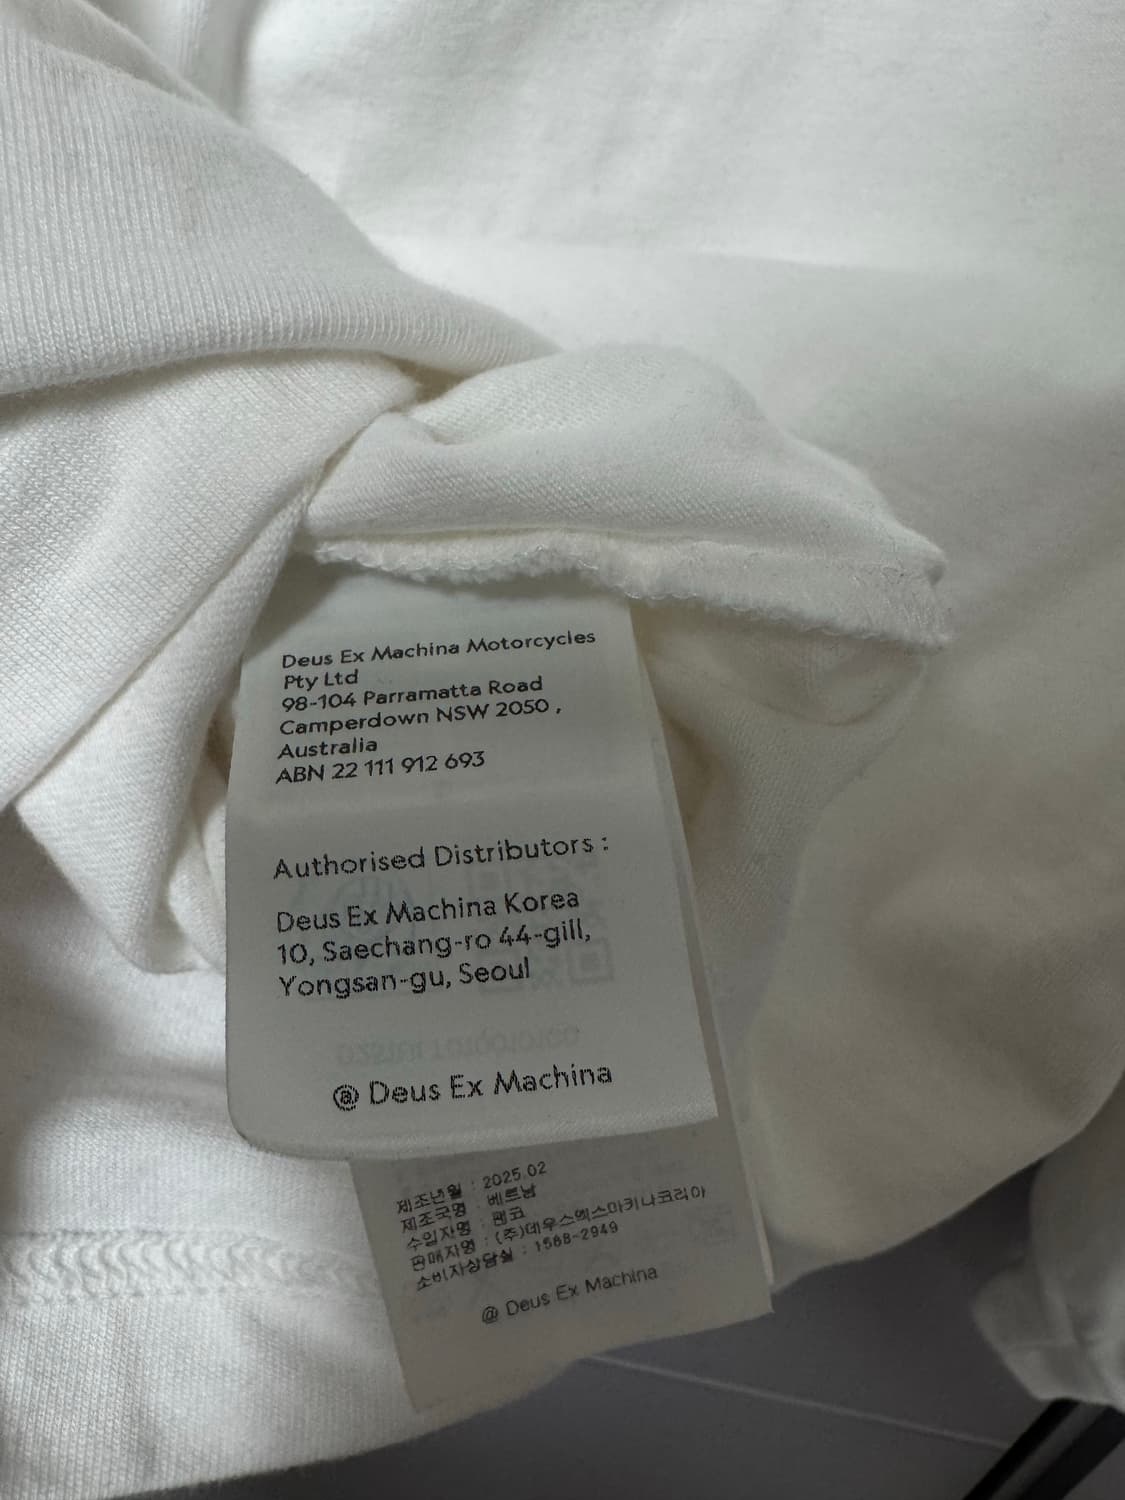 Deus Ex Machina Motorcycles
Pty Ltd
98-104 Parramatta Road
Camperdown NSW 2050 ,
Australia
ABN 22 111 912 693
Authorised Distributors :
Deus Ex Machina Korea
10, Saechang-ro 44-gill,
Yongsan-gu, Seoul
@ Deus Ex Machina
제조년월 : 2025.02
제조국명 : 베트남
수입자명 : 팬코
판매자명 : (주)데우스엑스마키나코리아
소비자상담실 : 1588-2949
@ Deus Ex Machina